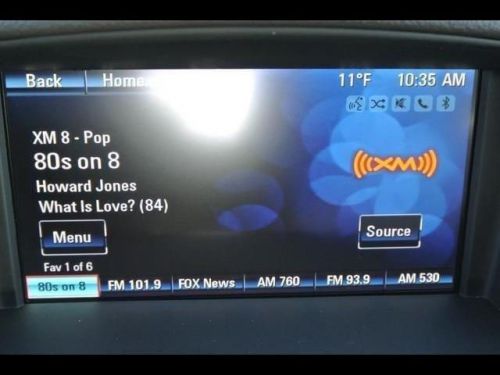 Back Home 11°F 10:35 AM
XM 8 - Pop
80s on 8
((XM))
Howard Jones
What Is Love? (84)
Menu Source
Fav 1 of 6
80s on 8 FM 101.9 FOX News AM 760 FM 93.9 AM 530